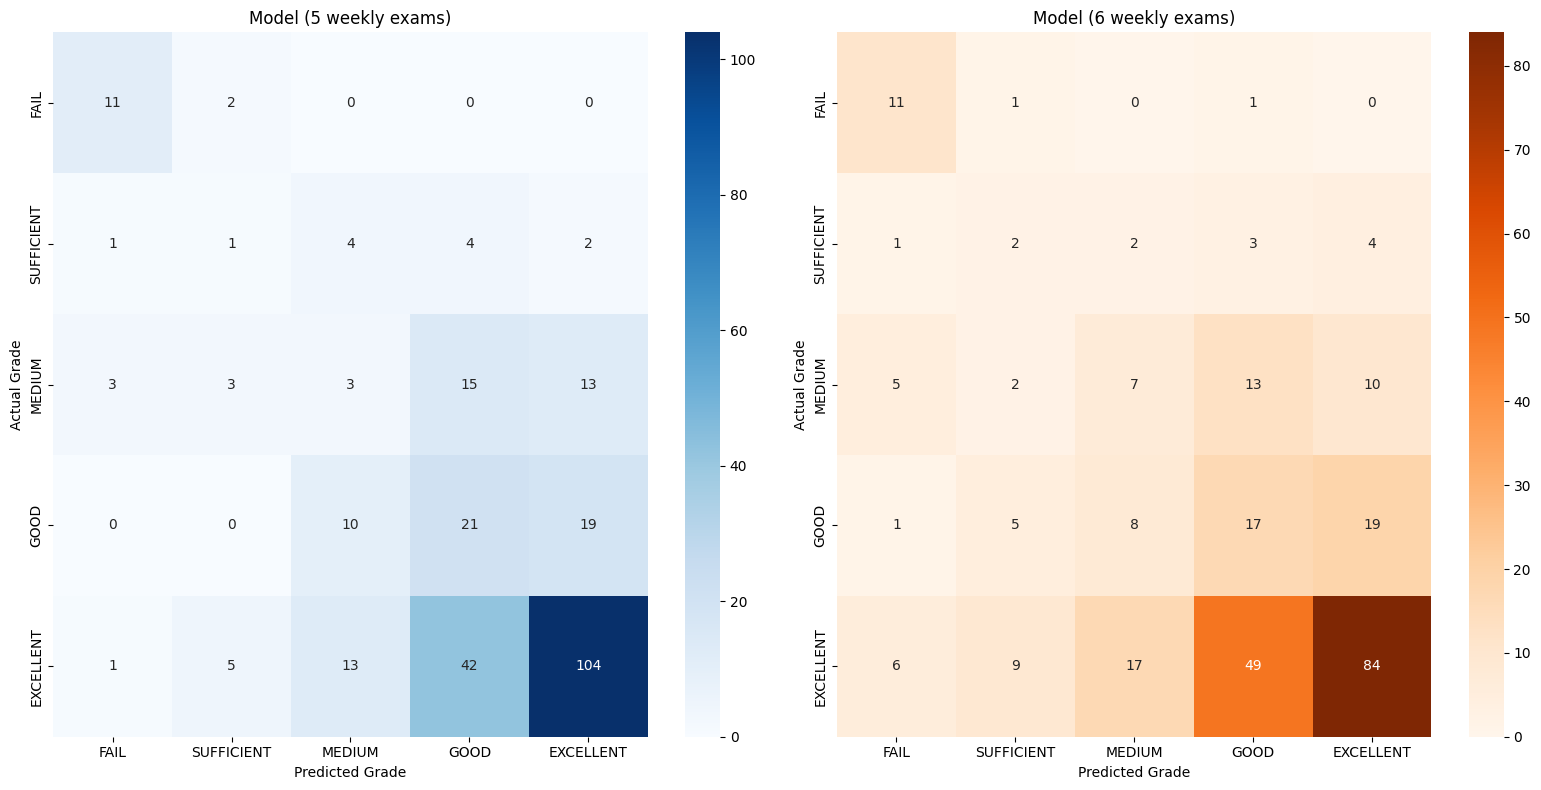 Model (5 weekly exams)
FAIL 11 2 0 0 0
SUFFICIENT 1 1 4 4 2
MEDIUM 3 3 3 15 13
GOOD 0 0 10 21 19
EXCELLENT 1 5 13 42 104
Actual Grade
FAIL SUFFICIENT MEDIUM GOOD EXCELLENT
Predicted Grade
100
80
60
40
20
0
Model (6 weekly exams)
FAIL 11 1 0 1 0
SUFFICIENT 1 2 2 3 4
MEDIUM 5 2 7 13 10
GOOD 1 5 8 17 19
EXCELLENT 6 9 17 49 84
Actual Grade
FAIL SUFFICIENT MEDIUM GOOD EXCELLENT
Predicted Grade
80
70
60
50
40
30
20
10
0